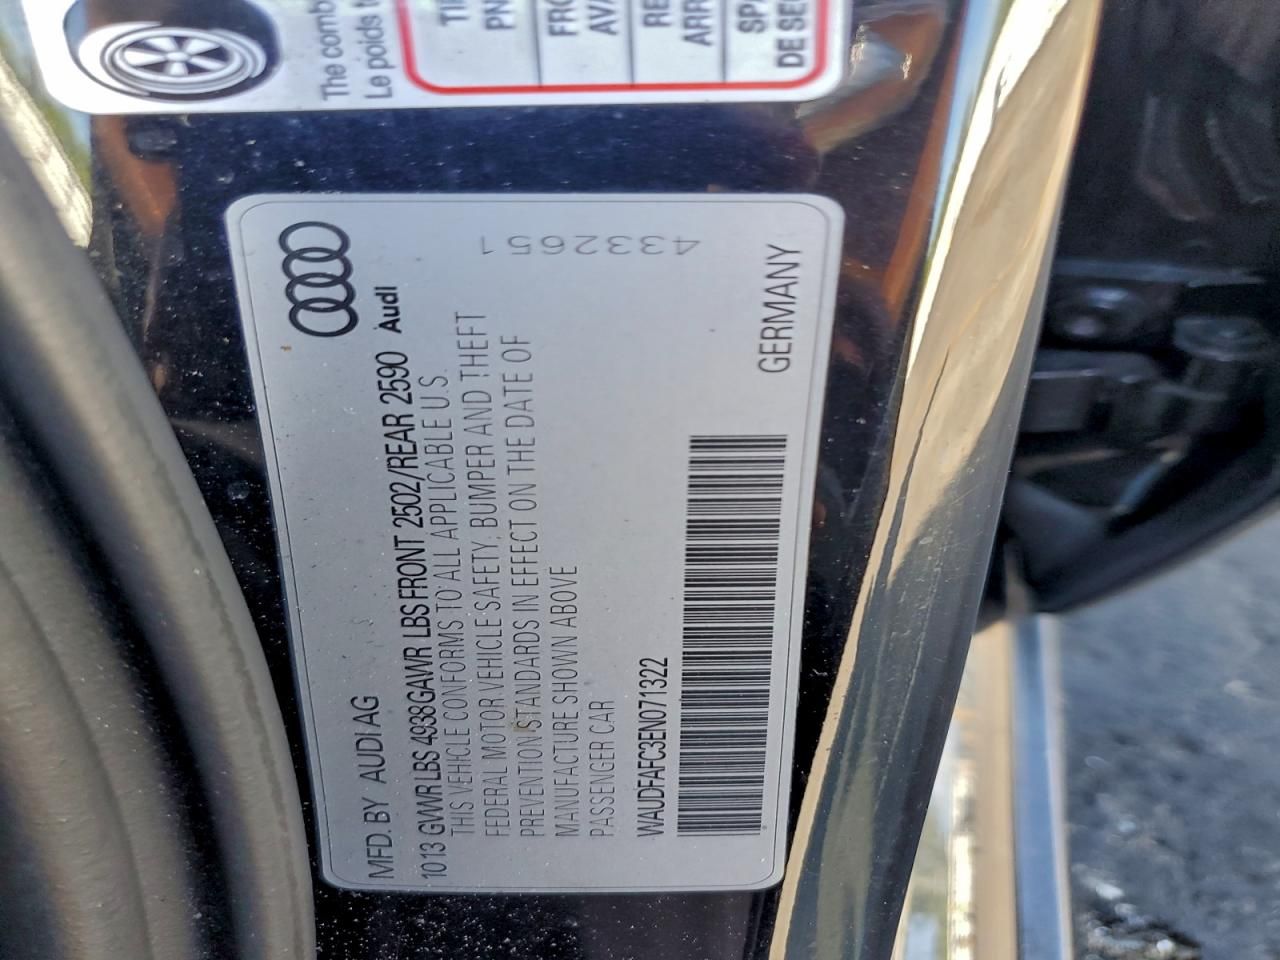 The comb
Le poids t
TI
PN
FRO
AVA
RE
ARR
SPA
DE SE
MFD. BY AUDI AG
1013 GVWR LBS 4938 GAWR LBS FRONT 2502/REAR 2590 Audi
THIS VEHICLE CONFORMS TO ALL APPLICABLE U.S.
FEDERAL MOTOR VEHICLE SAFETY, BUMPER AND THEFT
PREVENTION STANDARDS IN EFFECT ON THE DATE OF
MANUFACTURE SHOWN ABOVE
PASSENGER CAR
WAUDFAFC3EN071322
GERMANY
4332651